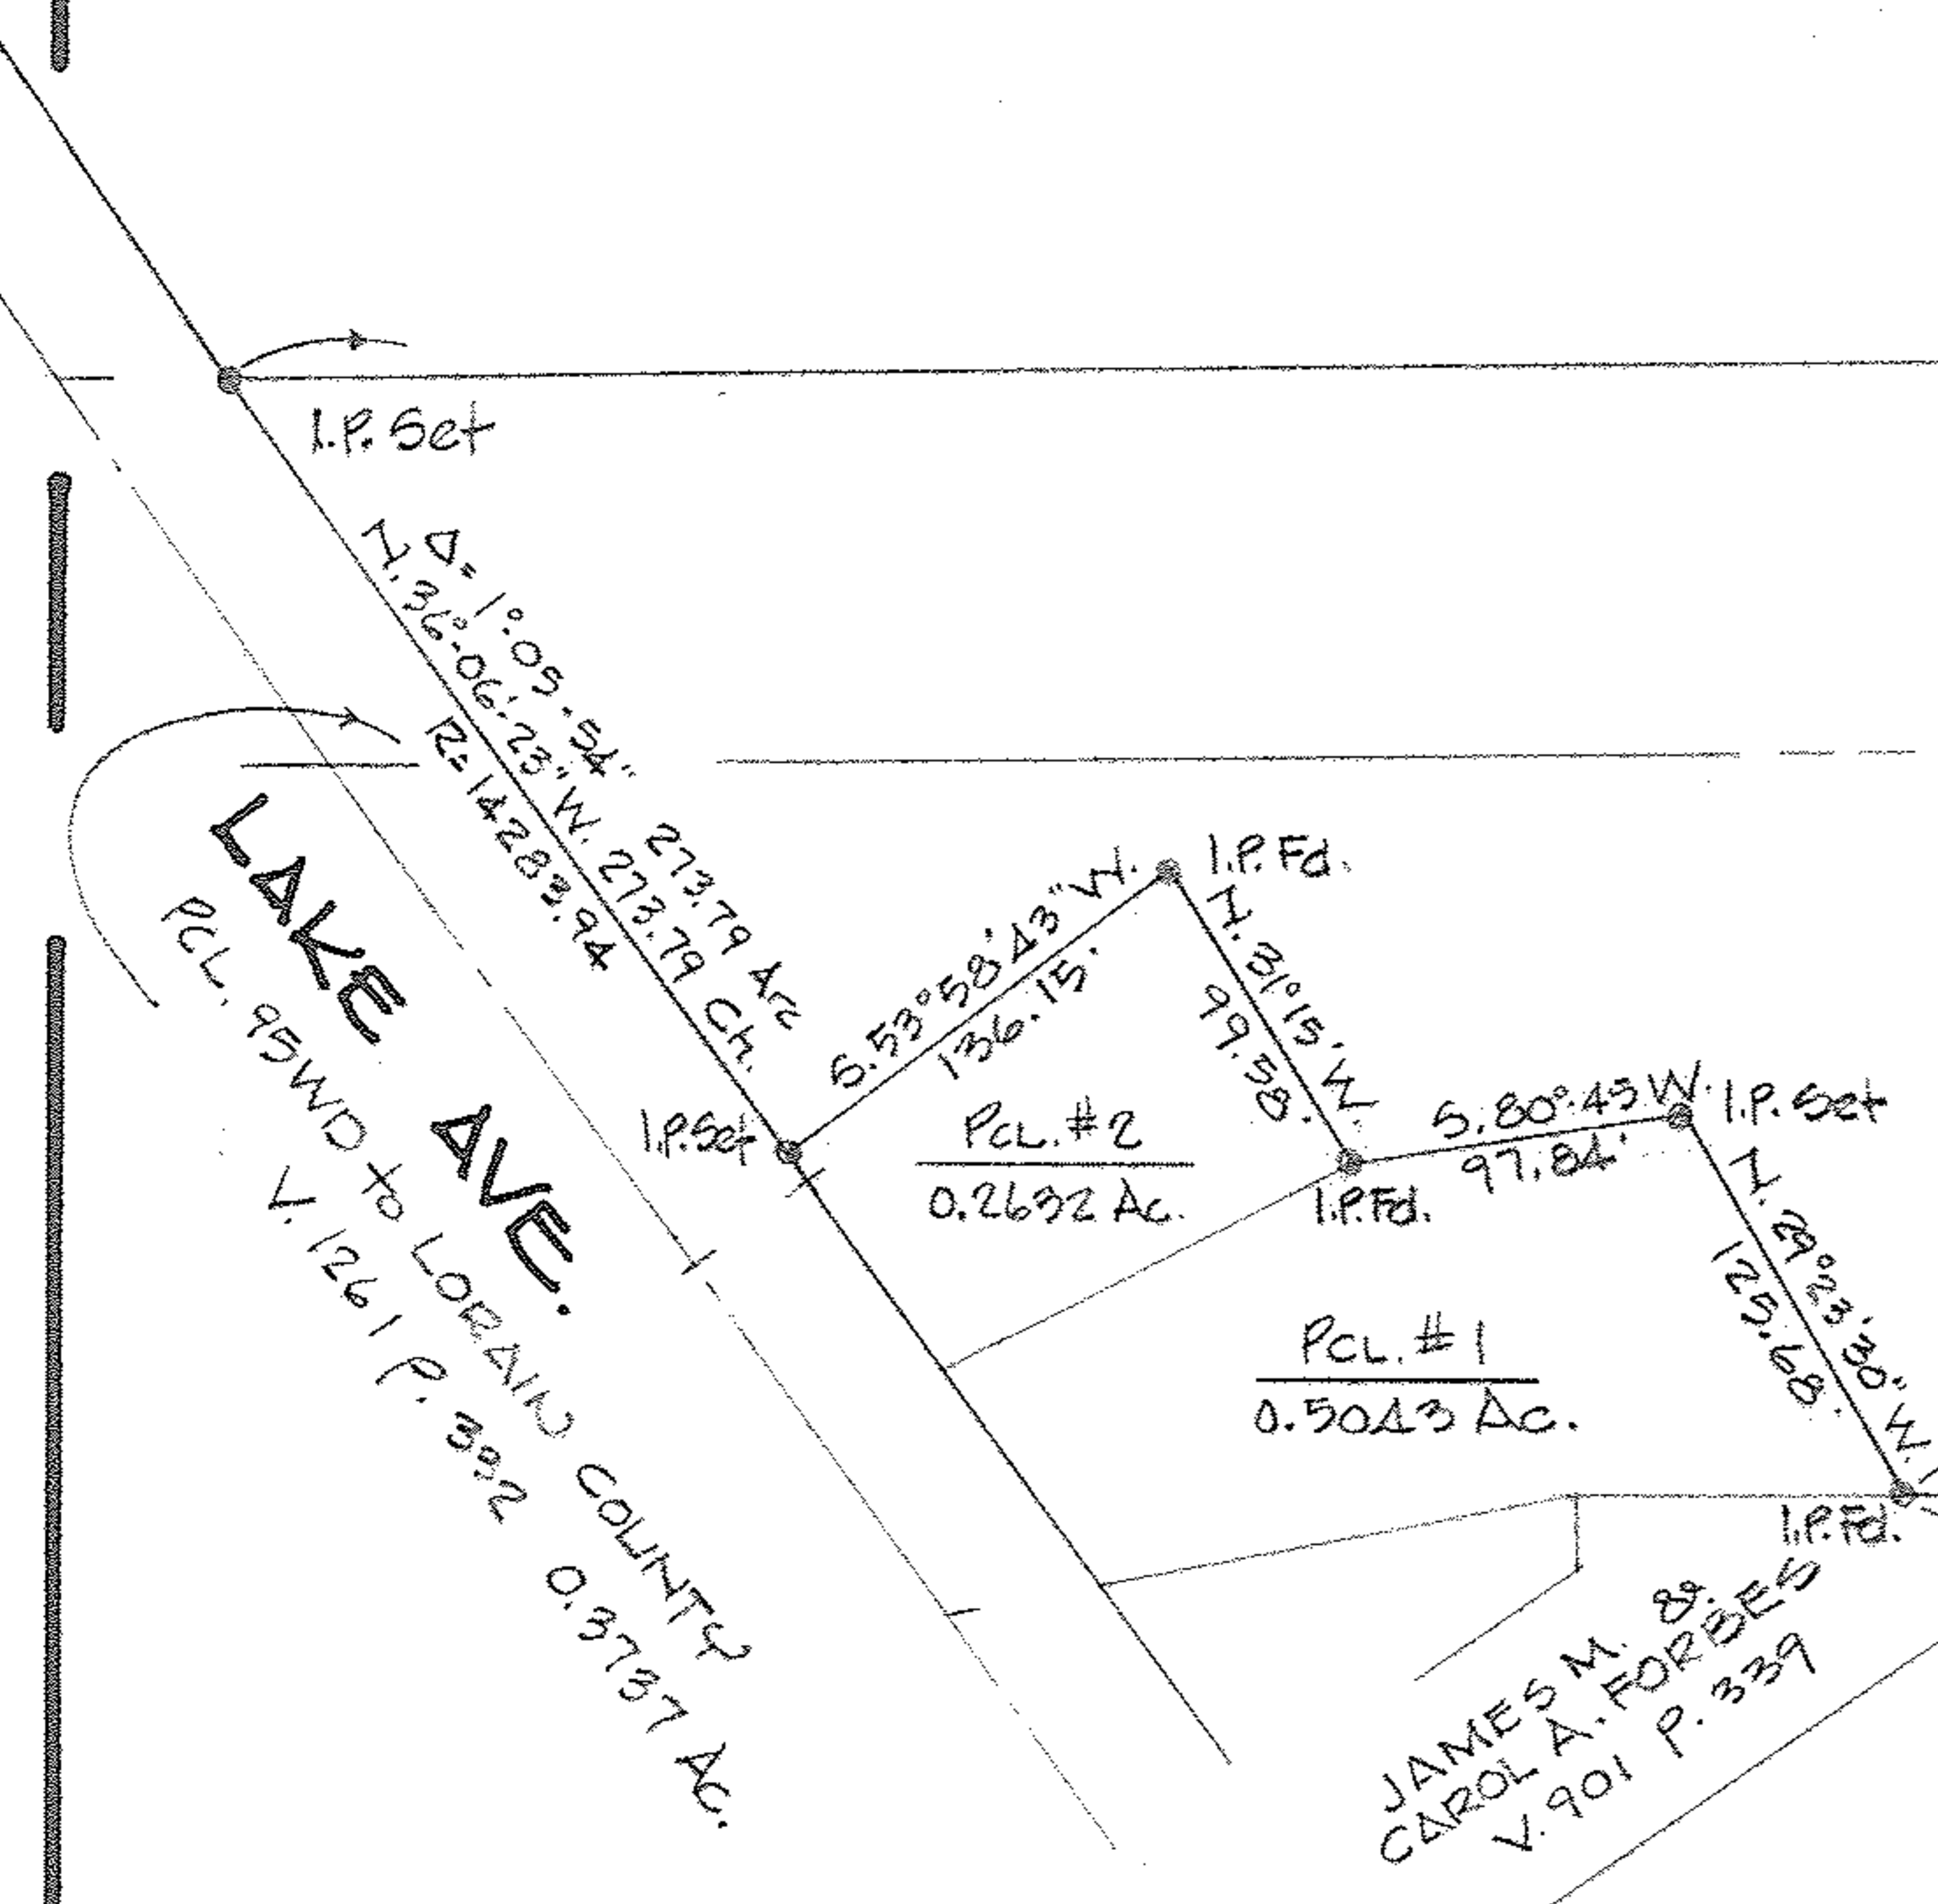 I.P. Set
Δ= 1°-05'-54" 273.79 Arc
N. 36°-06'-23" W. 273.79 Ch.
R=14283.94
LAKE AVE.
PCL. 95WD to LORAIN COUNTY
V. 1261 P. 392 0.3737 AC.
I.P. Fd.
S. 53°58'43" W.
136.15'
N. 31°15' W.
99.58'
I.P. Set
PCL. #2
0.2632 Ac.
I.P. Fd.
S. 80°.45 W.
97.84'
I.P. Set
N. 29°23'30" W.
125.68'
PCL. #1
0.5043 Ac.
I.P. Fd.
JAMES M. &
CAROL A. FORBES
V. 901 P. 339